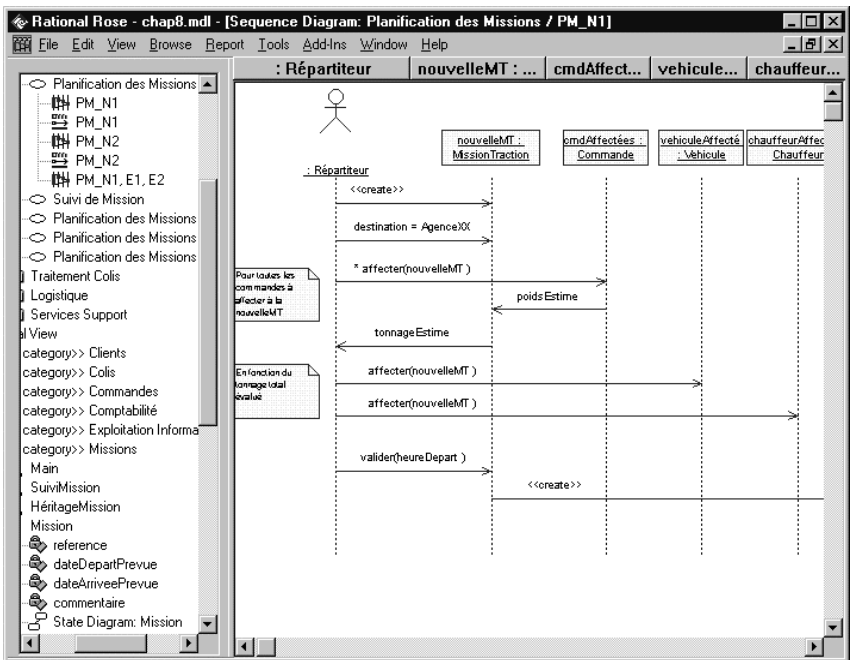 Rational Rose - chap8.mdl - [Sequence Diagram: Planification des Missions / PM_N1]
File Edit View Browse Report Tools Add-Ins Window Help
: Répartiteur
nouvelleMT : ...
cmdAffect...
vehicule...
chauffeur...
Planification des Missions
PM_N1
PM_N1
PM_N2
PM_N2
PM_N1, E1, E2
Suivi de Mission
Planification des Missions
Planification des Missions
Planification des Missions
Traitement Colis
Logistique
Services Support
al View
category>> Clients
category>> Colis
category>> Commandes
category>> Comptabilité
category>> Exploitation Informa
category>> Missions
Main
SuiviMission
HéritageMission
Mission
reference
dateDepartPrevue
dateArriveePrevue
commentaire
State Diagram: Mission
: Répartiteur
nouvelleMT :
MissionTraction
cmdAffectées :
Commande
vehiculeAffecté
: Vehicule
chauffeurAffec
Chauffeur
<<create>>
destination = AgenceXX
Pour toutes les
commandes à
affecter à la
nouvelleMT
* affecter(nouvelleMT )
poidsEstime
tonnageEstime
En fonction du
tonnage total
évalué
affecter(nouvelleMT )
affecter(nouvelleMT )
valider(heureDepart )
<<create>>